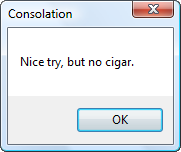 Consolation
Nice try, but no cigar.
OK